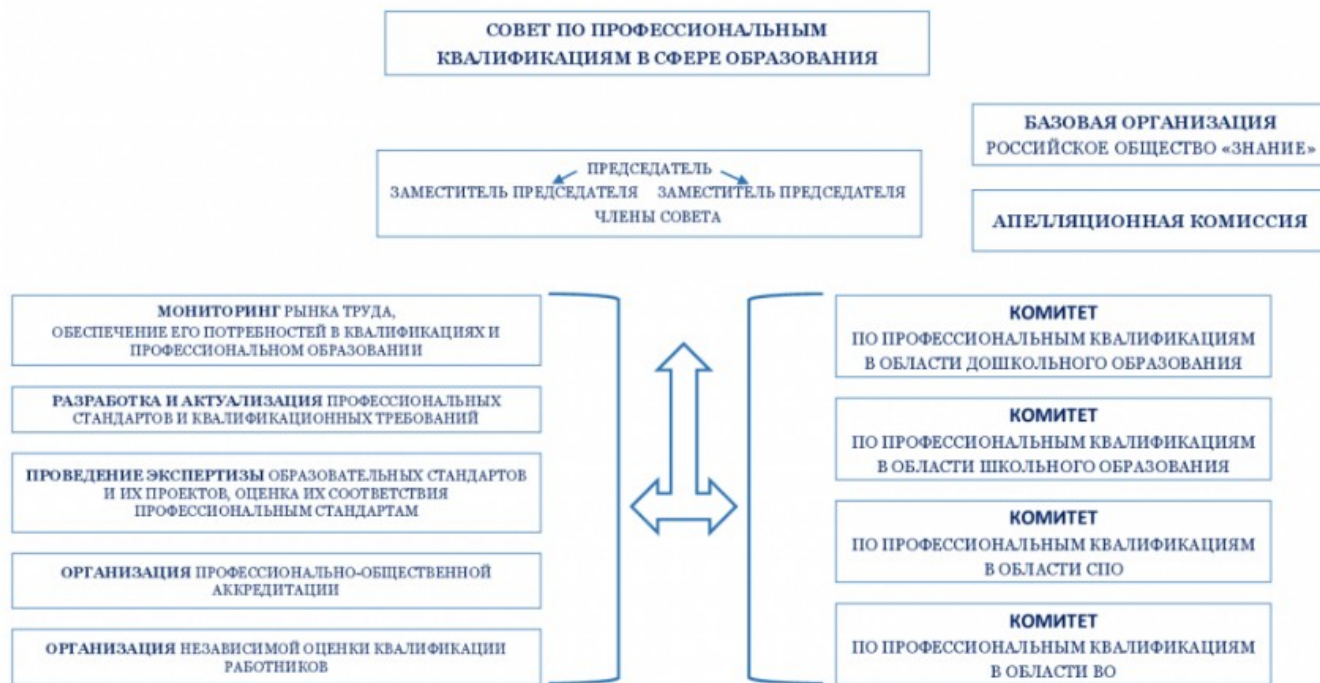 СОВЕТ ПО ПРОФЕССИОНАЛЬНЫМ
КВАЛИФИКАЦИЯМ В СФЕРЕ ОБРАЗОВАНИЯ
БАЗОВАЯ ОРГАНИЗАЦИЯ
РОССИЙСКОЕ ОБЩЕСТВО «ЗНАНИЕ»
ПРЕДСЕДАТЕЛЬ
ЗАМЕСТИТЕЛЬ ПРЕДСЕДАТЕЛЯ ЗАМЕСТИТЕЛЬ ПРЕДСЕДАТЕЛЯ
ЧЛЕНЫ СОВЕТА
АПЕЛЛЯЦИОННАЯ КОМИССИЯ
МОНИТОРИНГ РЫНКА ТРУДА,
ОБЕСПЕЧЕНИЕ ЕГО ПОТРЕБНОСТЕЙ В КВАЛИФИКАЦИЯХ И
ПРОФЕССИОНАЛЬНОМ ОБРАЗОВАНИИ
РАЗРАБОТКА И АКТУАЛИЗАЦИЯ ПРОФЕССИОНАЛЬНЫХ
СТАНДАРТОВ И КВАЛИФИКАЦИОННЫХ ТРЕБОВАНИЙ
ПРОВЕДЕНИЕ ЭКСПЕРТИЗЫ ОБРАЗОВАТЕЛЬНЫХ СТАНДАРТОВ
И ИХ ПРОЕКТОВ, ОЦЕНКА ИХ СООТВЕТСТВИЯ
ПРОФЕССИОНАЛЬНЫМ СТАНДАРТАМ
ОРГАНИЗАЦИЯ ПРОФЕССИОНАЛЬНО-ОБЩЕСТВЕННОЙ
АККРЕДИТАЦИИ
ОРГАНИЗАЦИЯ НЕЗАВИСИМОЙ ОЦЕНКИ КВАЛИФИКАЦИИ
РАБОТНИКОВ
КОМИТЕТ
ПО ПРОФЕССИОНАЛЬНЫМ КВАЛИФИКАЦИЯМ
В ОБЛАСТИ ДОШКОЛЬНОГО ОБРАЗОВАНИЯ
КОМИТЕТ
ПО ПРОФЕССИОНАЛЬНЫМ КВАЛИФИКАЦИЯМ
В ОБЛАСТИ ШКОЛЬНОГО ОБРАЗОВАНИЯ
КОМИТЕТ
ПО ПРОФЕССИОНАЛЬНЫМ КВАЛИФИКАЦИЯМ
В ОБЛАСТИ СПО
КОМИТЕТ
ПО ПРОФЕССИОНАЛЬНЫМ КВАЛИФИКАЦИЯМ
В ОБЛАСТИ ВО